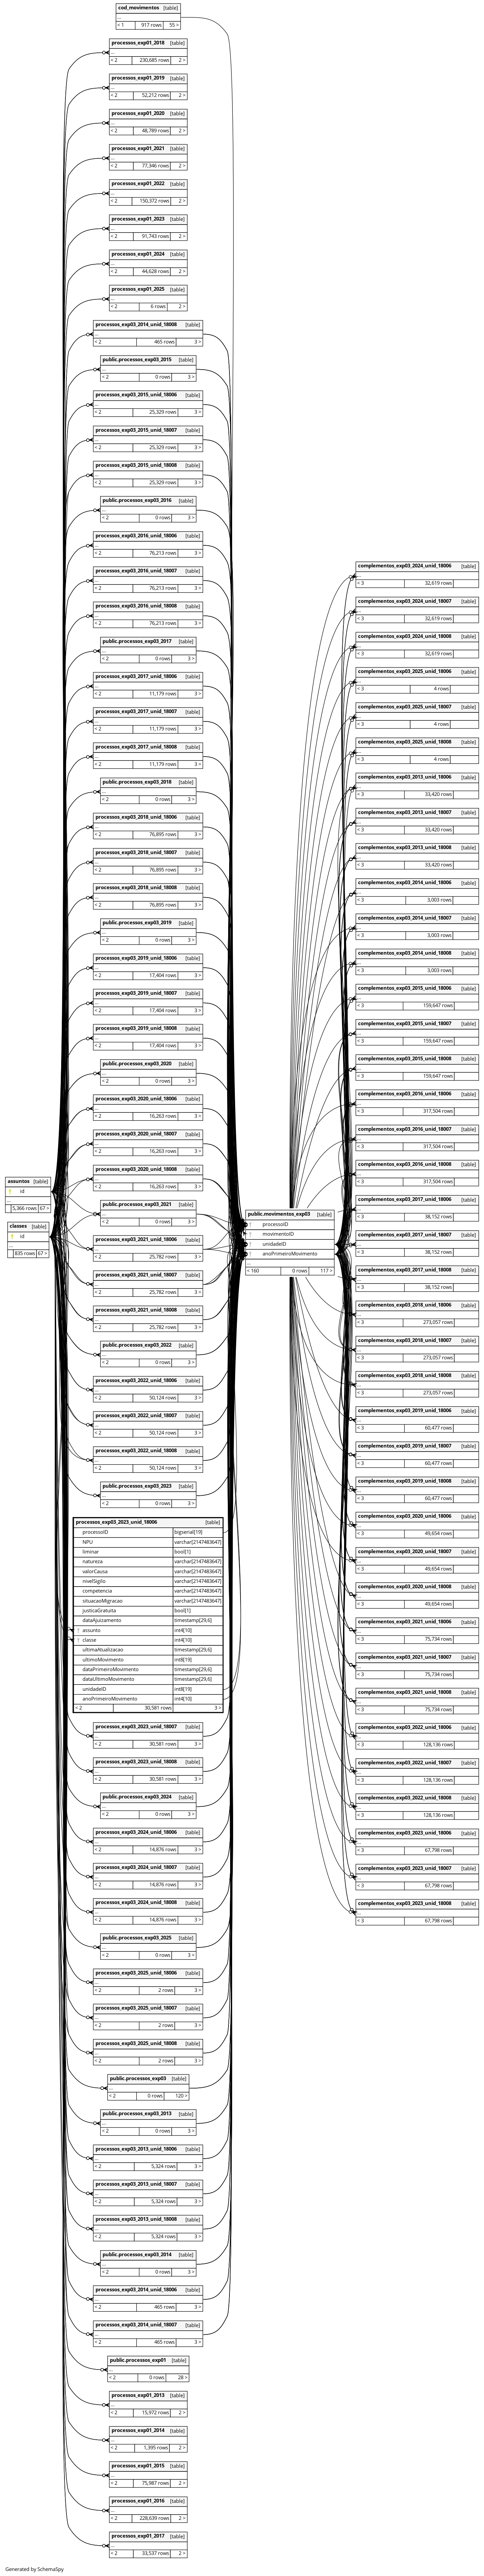 cod_movimentos [table]
...
< 1 917 rows 55 >
processos_exp01_2018 [table]
...
< 2 230,685 rows 2 >
processos_exp01_2019 [table]
...
< 2 52,212 rows 2 >
processos_exp01_2020 [table]
...
< 2 48,789 rows 2 >
processos_exp01_2021 [table]
...
< 2 77,346 rows 2 >
processos_exp01_2022 [table]
...
< 2 150,372 rows 2 >
processos_exp01_2023 [table]
...
< 2 91,743 rows 2 >
processos_exp01_2024 [table]
...
< 2 44,628 rows 2 >
processos_exp01_2025 [table]
...
< 2 6 rows 2 >
processos_exp03_2014_unid_18008 [table]
...
< 2 465 rows 3 >
public.processos_exp03_2015 [table]
...
< 2 0 rows 3 >
processos_exp03_2015_unid_18006 [table]
...
< 2 25,329 rows 3 >
processos_exp03_2015_unid_18007 [table]
...
< 2 25,329 rows 3 >
processos_exp03_2015_unid_18008 [table]
...
< 2 25,329 rows 3 >
public.processos_exp03_2016 [table]
...
< 2 0 rows 3 >
processos_exp03_2016_unid_18006 [table]
...
< 2 76,213 rows 3 >
processos_exp03_2016_unid_18007 [table]
...
< 2 76,213 rows 3 >
processos_exp03_2016_unid_18008 [table]
...
< 2 76,213 rows 3 >
public.processos_exp03_2017 [table]
...
< 2 0 rows 3 >
processos_exp03_2017_unid_18006 [table]
...
< 2 11,179 rows 3 >
processos_exp03_2017_unid_18007 [table]
...
< 2 11,179 rows 3 >
processos_exp03_2017_unid_18008 [table]
...
< 2 11,179 rows 3 >
public.processos_exp03_2018 [table]
...
< 2 0 rows 3 >
processos_exp03_2018_unid_18006 [table]
...
< 2 76,895 rows 3 >
processos_exp03_2018_unid_18007 [table]
...
< 2 76,895 rows 3 >
processos_exp03_2018_unid_18008 [table]
...
< 2 76,895 rows 3 >
public.processos_exp03_2019 [table]
...
< 2 0 rows 3 >
processos_exp03_2019_unid_18006 [table]
...
< 2 17,404 rows 3 >
processos_exp03_2019_unid_18007 [table]
...
< 2 17,404 rows 3 >
processos_exp03_2019_unid_18008 [table]
...
< 2 17,404 rows 3 >
public.processos_exp03_2020 [table]
...
< 2 0 rows 3 >
processos_exp03_2020_unid_18006 [table]
...
< 2 16,263 rows 3 >
processos_exp03_2020_unid_18007 [table]
...
< 2 16,263 rows 3 >
processos_exp03_2020_unid_18008 [table]
...
< 2 16,263 rows 3 >
assuntos [table]
id
...
5,366 rows 67 >
classes [table]
id
...
835 rows 67 >
public.processos_exp03_2021 [table]
...
< 2 0 rows 3 >
processos_exp03_2021_unid_18006 [table]
...
< 2 25,782 rows 3 >
processos_exp03_2021_unid_18007 [table]
...
< 2 25,782 rows 3 >
processos_exp03_2021_unid_18008 [table]
...
< 2 25,782 rows 3 >
public.processos_exp03_2022 [table]
...
< 2 0 rows 3 >
processos_exp03_2022_unid_18006 [table]
...
< 2 50,124 rows 3 >
processos_exp03_2022_unid_18007 [table]
...
< 2 50,124 rows 3 >
processos_exp03_2022_unid_18008 [table]
...
< 2 50,124 rows 3 >
public.processos_exp03_2023 [table]
...
< 2 0 rows 3 >
processos_exp03_2023_unid_18006 [table]
processoID bigserial[19]
NPU varchar[2147483647]
liminar bool[1]
natureza varchar[2147483647]
valorCausa varchar[2147483647]
nivelSigilo varchar[2147483647]
competencia varchar[2147483647]
situacaoMigracao varchar[2147483647]
justicaGratuita bool[1]
dataAjuizamento timestamp[29,6]
assunto int4[10]
classe int4[10]
ultimaAtualizacao timestamp[29,6]
ultimoMovimento int8[19]
dataPrimeiroMovimento timestamp[29,6]
dataUltimoMovimento timestamp[29,6]
unidadeID int8[19]
anoPrimeiroMovimento int4[10]
< 2 30,581 rows 3 >
processos_exp03_2023_unid_18007 [table]
...
< 2 30,581 rows 3 >
processos_exp03_2023_unid_18008 [table]
...
< 2 30,581 rows 3 >
public.processos_exp03_2024 [table]
...
< 2 0 rows 3 >
processos_exp03_2024_unid_18006 [table]
...
< 2 14,876 rows 3 >
processos_exp03_2024_unid_18007 [table]
...
< 2 14,876 rows 3 >
processos_exp03_2024_unid_18008 [table]
...
< 2 14,876 rows 3 >
public.processos_exp03_2025 [table]
...
< 2 0 rows 3 >
processos_exp03_2025_unid_18006 [table]
...
< 2 2 rows 3 >
processos_exp03_2025_unid_18007 [table]
...
< 2 2 rows 3 >
processos_exp03_2025_unid_18008 [table]
...
< 2 2 rows 3 >
public.processos_exp03 [table]
...
< 2 0 rows 120 >
public.processos_exp03_2013 [table]
...
< 2 0 rows 3 >
processos_exp03_2013_unid_18006 [table]
...
< 2 5,324 rows 3 >
processos_exp03_2013_unid_18007 [table]
...
< 2 5,324 rows 3 >
processos_exp03_2013_unid_18008 [table]
...
< 2 5,324 rows 3 >
public.processos_exp03_2014 [table]
...
< 2 0 rows 3 >
processos_exp03_2014_unid_18006 [table]
...
< 2 465 rows 3 >
processos_exp03_2014_unid_18007 [table]
...
< 2 465 rows 3 >
public.processos_exp01 [table]
...
< 2 0 rows 28 >
processos_exp01_2013 [table]
...
< 2 15,972 rows 2 >
processos_exp01_2014 [table]
...
< 2 1,395 rows 2 >
processos_exp01_2015 [table]
...
< 2 75,987 rows 2 >
processos_exp01_2016 [table]
...
< 2 228,639 rows 2 >
processos_exp01_2017 [table]
...
< 2 33,537 rows 2 >
public.movimentos_exp03 [table]
processoID
movimentoID
unidadeID
anoPrimeiroMovimento
...
< 160 0 rows 117 >
complementos_exp03_2024_unid_18006 [table]
...
< 3 32,619 rows
complementos_exp03_2024_unid_18007 [table]
...
< 3 32,619 rows
complementos_exp03_2024_unid_18008 [table]
...
< 3 32,619 rows
complementos_exp03_2025_unid_18006 [table]
...
< 3 4 rows
complementos_exp03_2025_unid_18007 [table]
...
< 3 4 rows
complementos_exp03_2025_unid_18008 [table]
...
< 3 4 rows
complementos_exp03_2013_unid_18006 [table]
...
< 3 33,420 rows
complementos_exp03_2013_unid_18007 [table]
...
< 3 33,420 rows
complementos_exp03_2013_unid_18008 [table]
...
< 3 33,420 rows
complementos_exp03_2014_unid_18006 [table]
...
< 3 3,003 rows
complementos_exp03_2014_unid_18007 [table]
...
< 3 3,003 rows
complementos_exp03_2014_unid_18008 [table]
...
< 3 3,003 rows
complementos_exp03_2015_unid_18006 [table]
...
< 3 159,647 rows
complementos_exp03_2015_unid_18007 [table]
...
< 3 159,647 rows
complementos_exp03_2015_unid_18008 [table]
...
< 3 159,647 rows
complementos_exp03_2016_unid_18006 [table]
...
< 3 317,504 rows
complementos_exp03_2016_unid_18007 [table]
...
< 3 317,504 rows
complementos_exp03_2016_unid_18008 [table]
...
< 3 317,504 rows
complementos_exp03_2017_unid_18006 [table]
...
< 3 38,152 rows
complementos_exp03_2017_unid_18007 [table]
...
< 3 38,152 rows
complementos_exp03_2017_unid_18008 [table]
...
< 3 38,152 rows
complementos_exp03_2018_unid_18006 [table]
...
< 3 273,057 rows
complementos_exp03_2018_unid_18007 [table]
...
< 3 273,057 rows
complementos_exp03_2018_unid_18008 [table]
...
< 3 273,057 rows
complementos_exp03_2019_unid_18006 [table]
...
< 3 60,477 rows
complementos_exp03_2019_unid_18007 [table]
...
< 3 60,477 rows
complementos_exp03_2019_unid_18008 [table]
...
< 3 60,477 rows
complementos_exp03_2020_unid_18006 [table]
...
< 3 49,654 rows
complementos_exp03_2020_unid_18007 [table]
...
< 3 49,654 rows
complementos_exp03_2020_unid_18008 [table]
...
< 3 49,654 rows
complementos_exp03_2021_unid_18006 [table]
...
< 3 75,734 rows
complementos_exp03_2021_unid_18007 [table]
...
< 3 75,734 rows
complementos_exp03_2021_unid_18008 [table]
...
< 3 75,734 rows
complementos_exp03_2022_unid_18006 [table]
...
< 3 128,136 rows
complementos_exp03_2022_unid_18007 [table]
...
< 3 128,136 rows
complementos_exp03_2022_unid_18008 [table]
...
< 3 128,136 rows
complementos_exp03_2023_unid_18006 [table]
...
< 3 67,798 rows
complementos_exp03_2023_unid_18007 [table]
...
< 3 67,798 rows
complementos_exp03_2023_unid_18008 [table]
...
< 3 67,798 rows
Generated by SchemaSpy